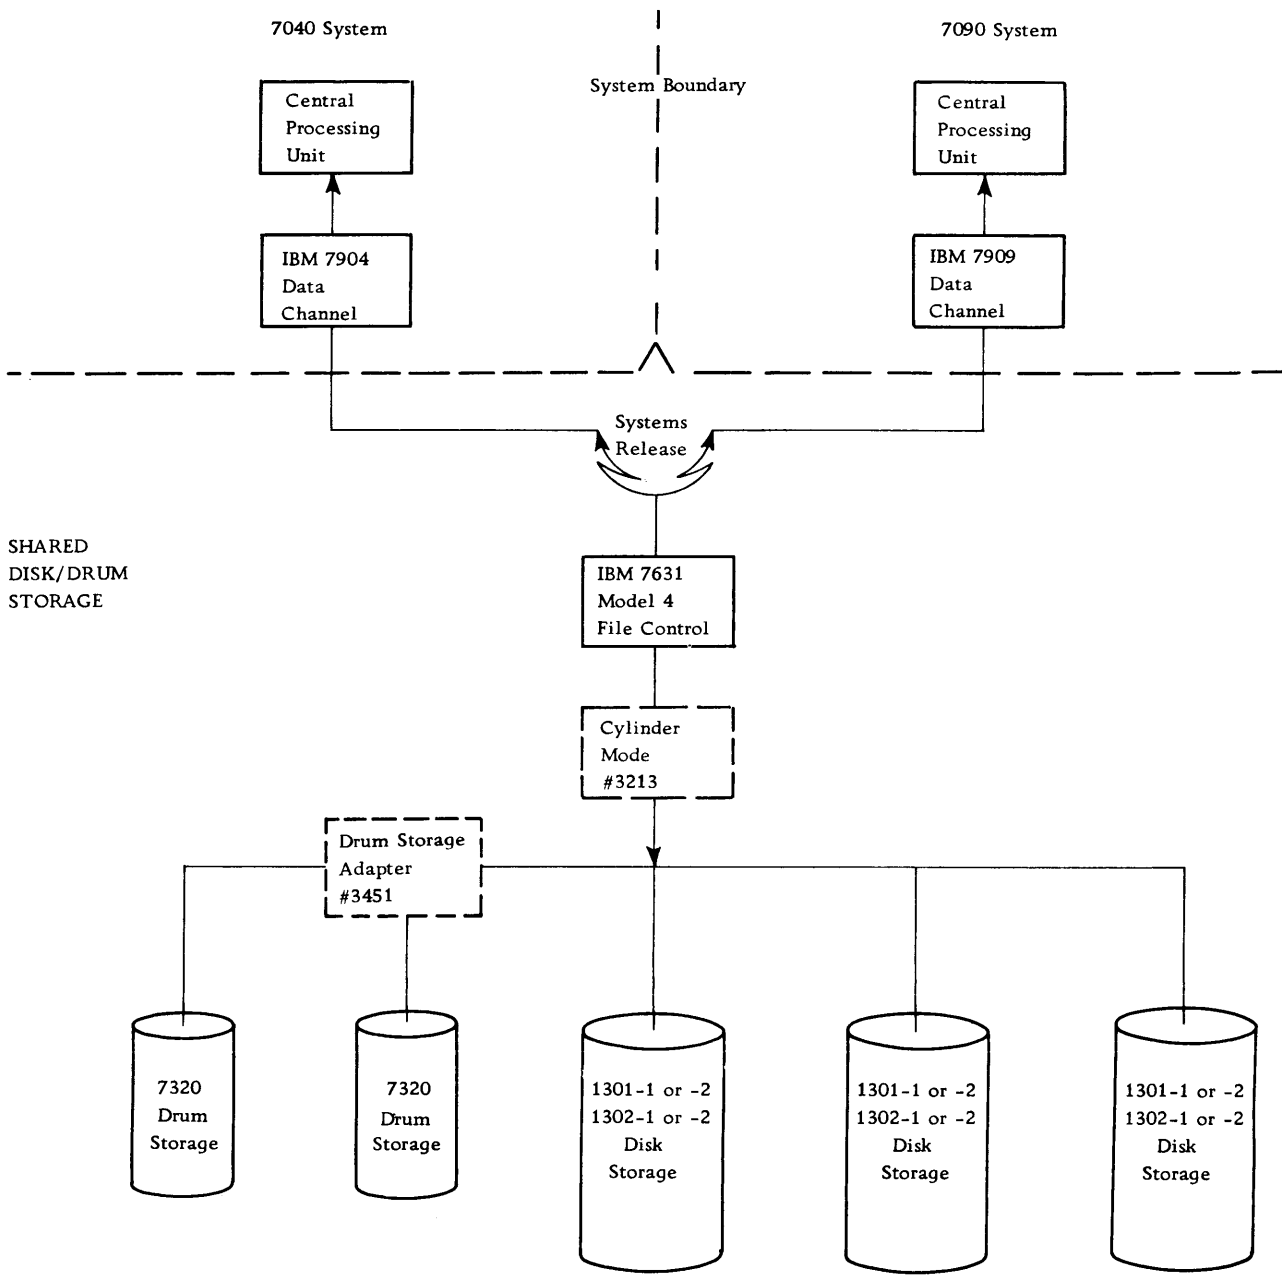 7040 System
7090 System
System Boundary
Central
Processing
Unit
Central
Processing
Unit
IBM 7904
Data
Channel
IBM 7909
Data
Channel
Systems
Release
SHARED
DISK/DRUM
STORAGE
IBM 7631
Model 4
File Control
Cylinder
Mode
#3213
Drum Storage
Adapter
#3451
7320
Drum
Storage
7320
Drum
Storage
1301-1 or -2
1302-1 or -2
Disk
Storage
1301-1 or -2
1302-1 or -2
Disk
Storage
1301-1 or -2
1302-1 or -2
Disk
Storage